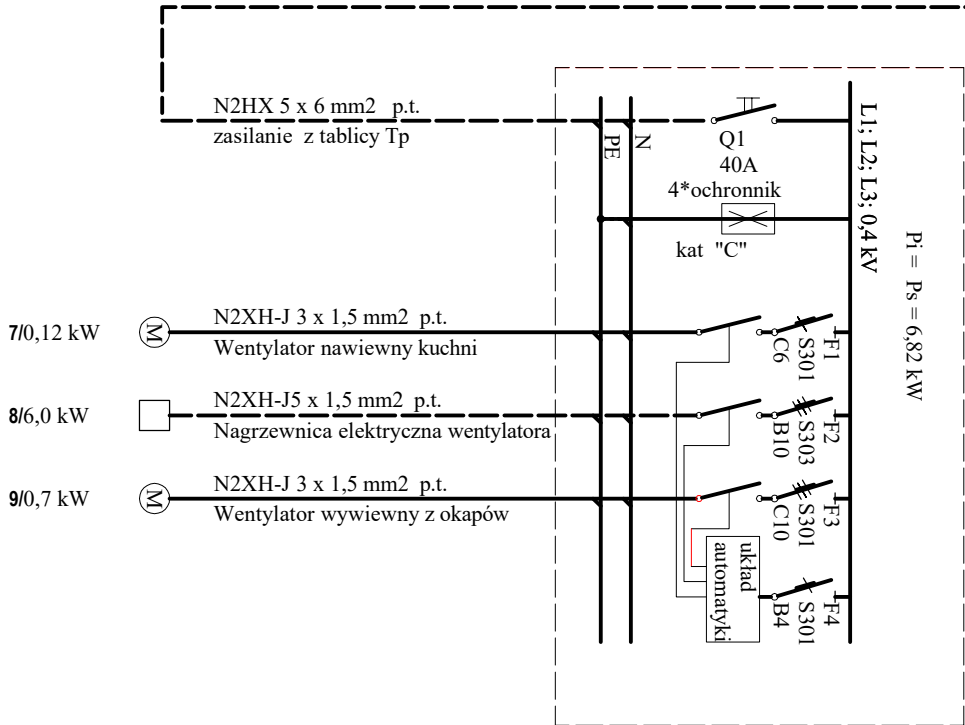 N2HX 5 x 6 mm2 p.t.
zasilanie z tablicy Tp
PE
N
Q1
40A
4*ochronnik
kat "C"
L1; L2; L3; 0,4 kV
Pi = Ps = 6,82 kW
7/0,12 kW
M
N2XH-J 3 x 1,5 mm2 p.t.
Wentylator nawiewny kuchni
C6
S301
F1
8/6,0 kW
N2XH-J5 x 1,5 mm2 p.t.
Nagrzewnica elektryczna wentylatora
B10
S303
F2
9/0,7 kW
M
N2XH-J 3 x 1,5 mm2 p.t.
Wentylator wywiewny z okapów
C10
S301
F3
układ
automatyki
B4
S301
F4